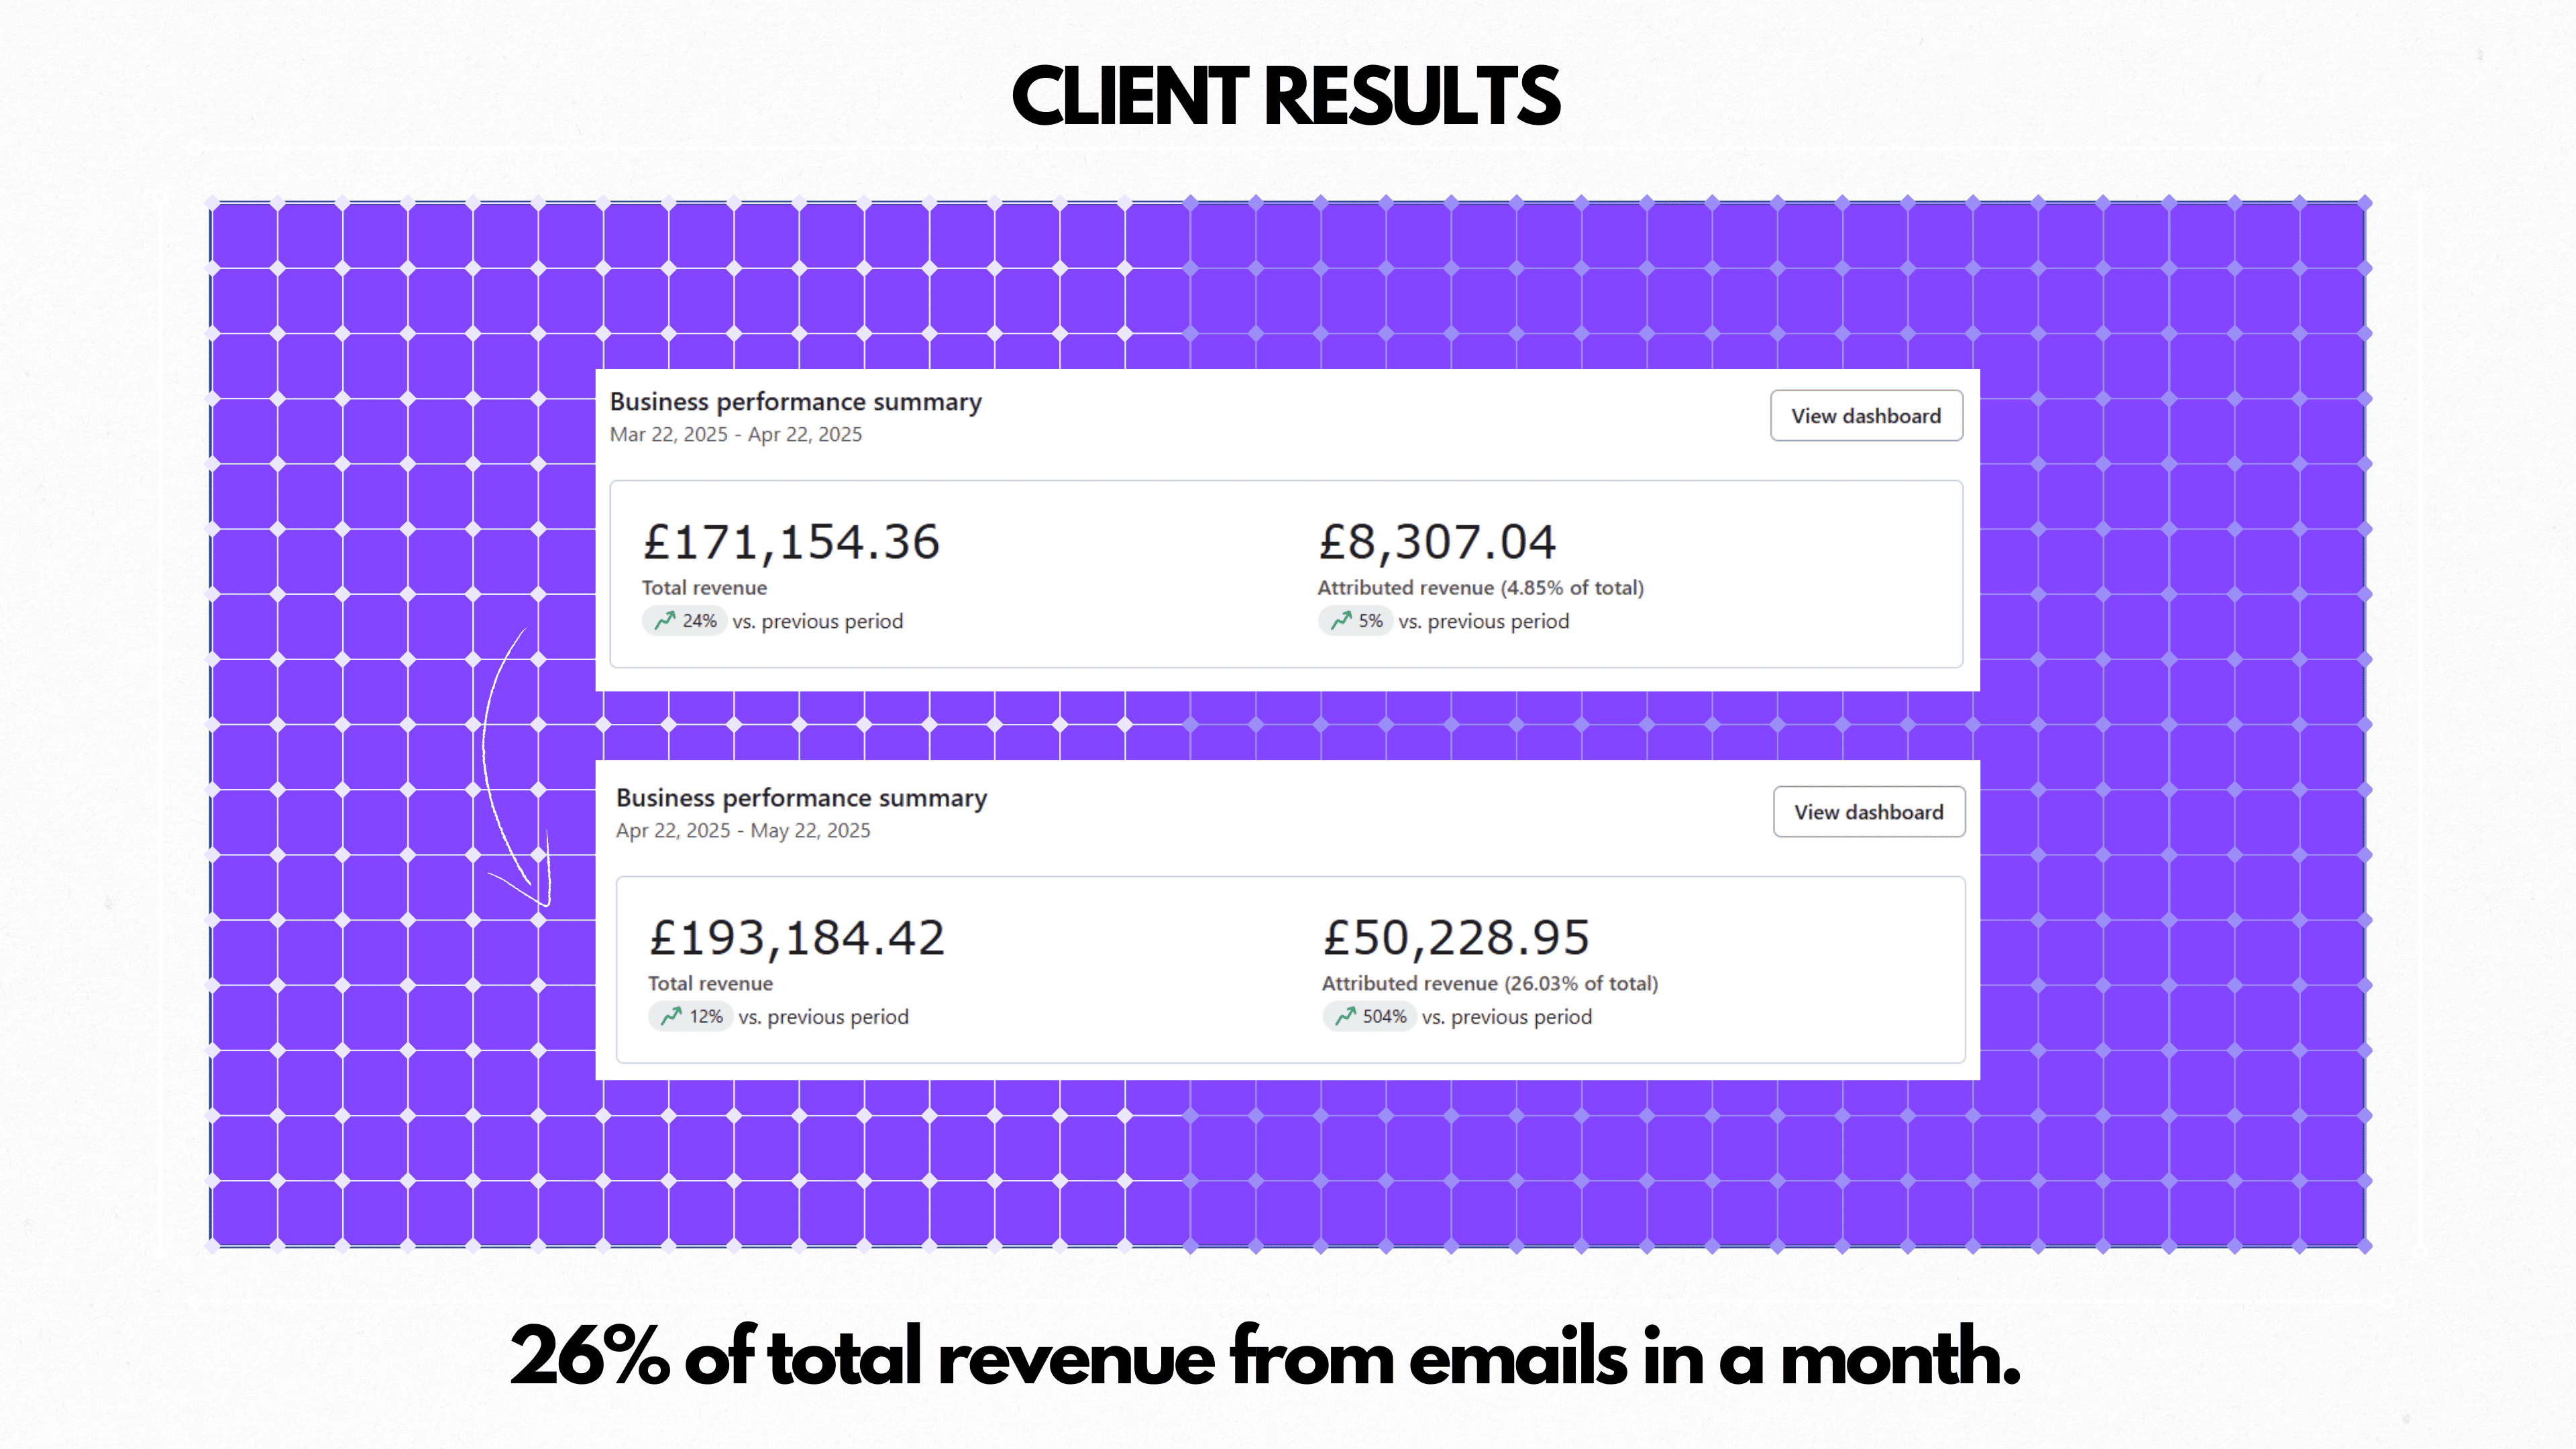 CLIENT RESULTS
Business performance summary
Mar 22, 2025 - Apr 22, 2025
View dashboard
£171,154.36
Total revenue
24% vs. previous period
£8,307.04
Attributed revenue (4.85% of total)
5% vs. previous period
Business performance summary
Apr 22, 2025 - May 22, 2025
View dashboard
£193,184.42
Total revenue
12% vs. previous period
£50,228.95
Attributed revenue (26.03% of total)
504% vs. previous period
26% of total revenue from emails in a month.